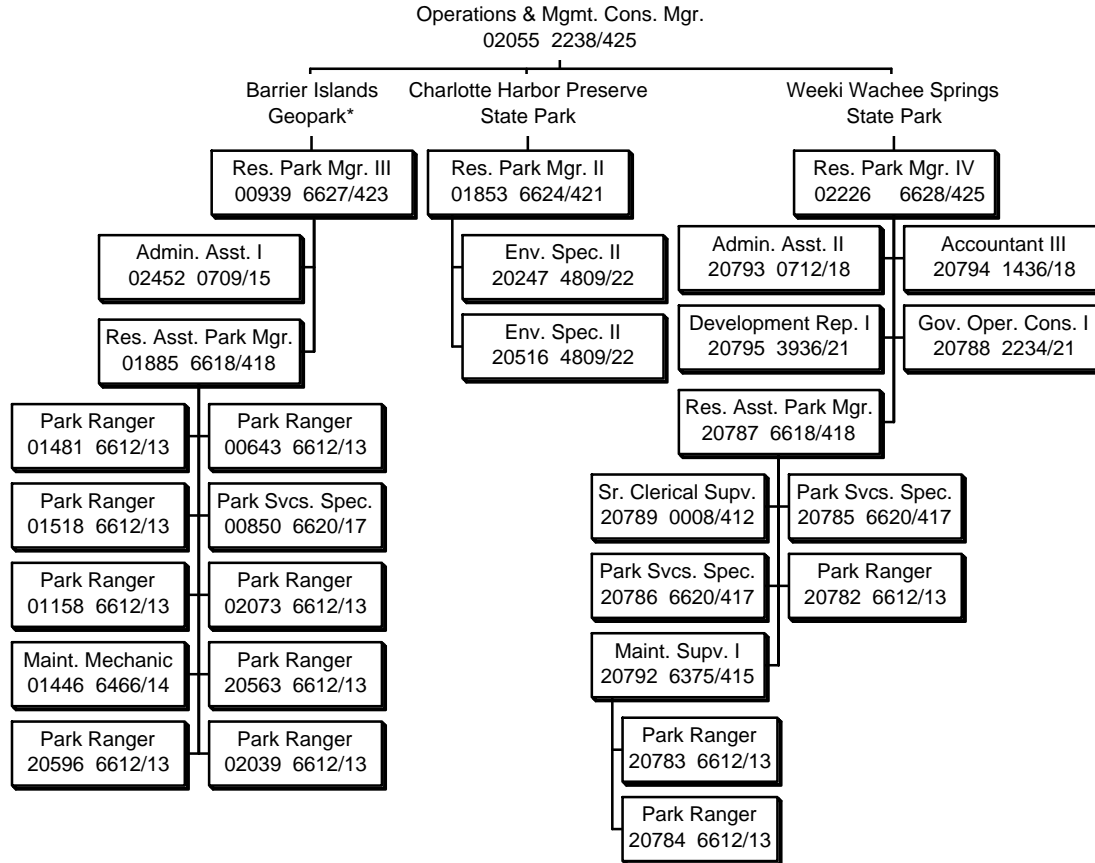 Operations & Mgmt. Cons. Mgr.
02055 2238/425
Barrier Islands
Geopark*
Res. Park Mgr. III
00939 6627/423
Admin. Asst. I
02452 0709/15
Res. Asst. Park Mgr.
01885 6618/418
Park Ranger
01481 6612/13
Park Ranger
00643 6612/13
Park Ranger
01518 6612/13
Park Svcs. Spec.
00850 6620/17
Park Ranger
01158 6612/13
Park Ranger
02073 6612/13
Maint. Mechanic
01446 6466/14
Park Ranger
20563 6612/13
Park Ranger
20596 6612/13
Park Ranger
02039 6612/13
Charlotte Harbor Preserve
State Park
Res. Park Mgr. II
01853 6624/421
Env. Spec. II
20247 4809/22
Env. Spec. II
20516 4809/22
Weeki Wachee Springs
State Park
Res. Park Mgr. IV
02226 6628/425
Admin. Asst. II
20793 0712/18
Accountant III
20794 1436/18
Development Rep. I
20795 3936/21
Gov. Oper. Cons. I
20788 2234/21
Res. Asst. Park Mgr.
20787 6618/418
Sr. Clerical Supv.
20789 0008/412
Park Svcs. Spec.
20785 6620/417
Park Svcs. Spec.
20786 6620/417
Park Ranger
20782 6612/13
Maint. Supv. I
20792 6375/415
Park Ranger
20783 6612/13
Park Ranger
20784 6612/13